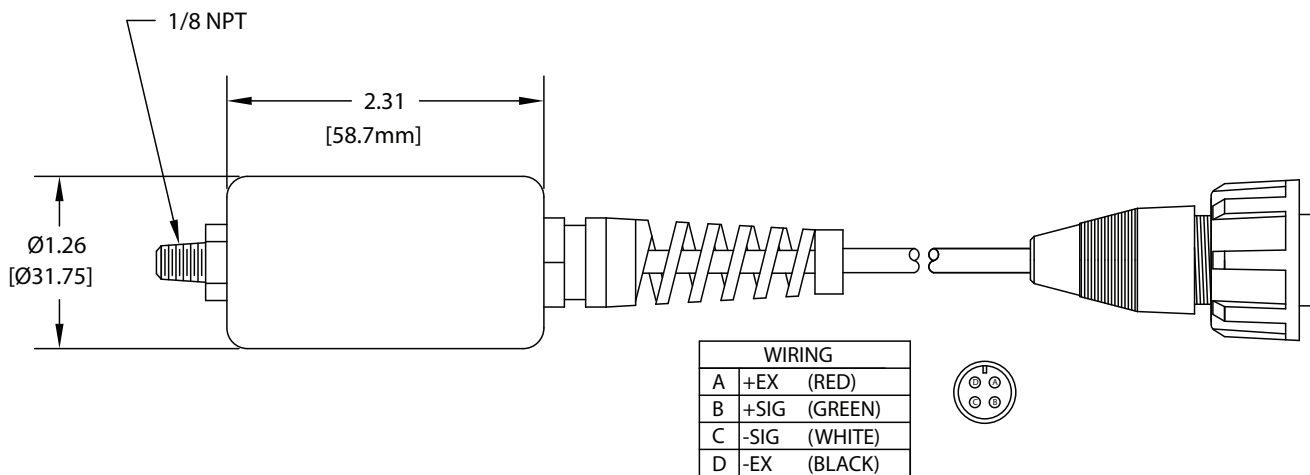 1/8 NPT
2.31
[58.7mm]
Ø1.26
[Ø31.75]
WIRING
A +EX (RED)
B +SIG (GREEN)
C -SIG (WHITE)
D -EX (BLACK)
D A
C B